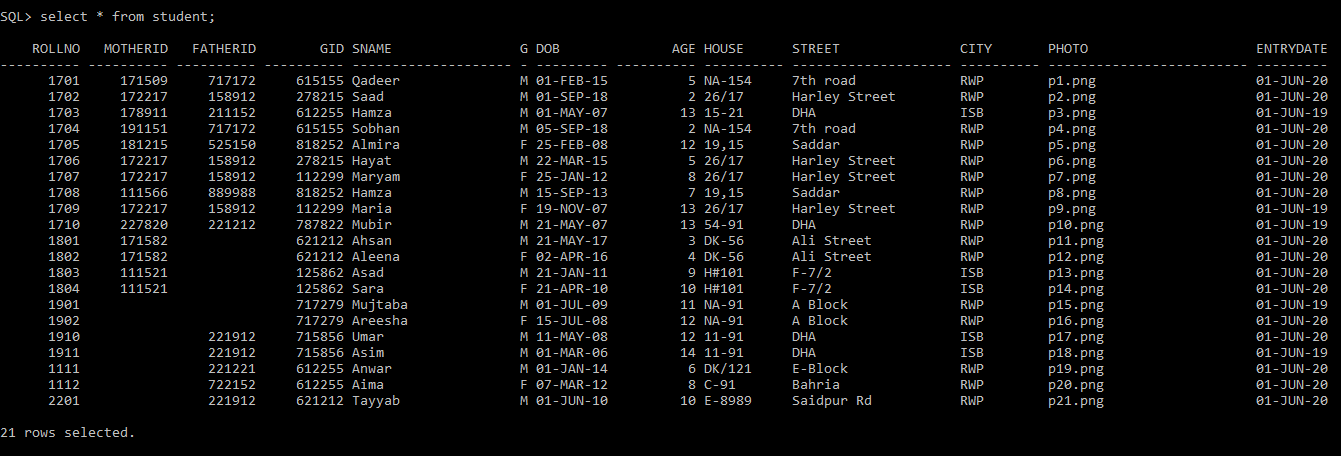 SQL> select * from student;
ROLLNO MOTHERID FATHERID GID SNAME G DOB AGE HOUSE STREET CITY PHOTO ENTRYDATE
---------- ---------- ---------- ---------- -------------------- - --------- ---------- ---------- -------------------- ---------- ------------------------- ---------
1701 171509 717172 615155 Qadeer M 01-FEB-15 5 NA-154 7th road RWP p1.png 01-JUN-20
1702 172217 158912 278215 Saad M 01-SEP-18 2 26/17 Harley Street RWP p2.png 01-JUN-20
1703 178911 211152 612255 Hamza M 01-MAY-07 13 15-21 DHA ISB p3.png 01-JUN-19
1704 191151 717172 615155 Sobhan M 05-SEP-18 2 NA-154 7th road RWP p4.png 01-JUN-20
1705 181215 525150 818252 Almira F 25-FEB-08 12 19,15 Saddar RWP p5.png 01-JUN-20
1706 172217 158912 278215 Hayat M 22-MAR-15 5 26/17 Harley Street RWP p6.png 01-JUN-20
1707 172217 158912 112299 Maryam F 25-JAN-12 8 26/17 Harley Street RWP p7.png 01-JUN-20
1708 111566 889988 818252 Hamza M 15-SEP-13 7 19,15 Saddar RWP p8.png 01-JUN-20
1709 172217 158912 112299 Maria F 19-NOV-07 13 26/17 Harley Street RWP p9.png 01-JUN-19
1710 227820 221212 787822 Mubir M 21-MAY-07 13 54-91 DHA RWP p10.png 01-JUN-19
1801 171582 621212 Ahsan M 21-MAY-17 3 DK-56 Ali Street RWP p11.png 01-JUN-20
1802 171582 621212 Aleena F 02-APR-16 4 DK-56 Ali Street RWP p12.png 01-JUN-20
1803 111521 125862 Asad M 21-JAN-11 9 H#101 F-7/2 ISB p13.png 01-JUN-20
1804 111521 125862 Sara F 21-APR-10 10 H#101 F-7/2 ISB p14.png 01-JUN-20
1901 717279 Mujtaba M 01-JUL-09 11 NA-91 A Block RWP p15.png 01-JUN-19
1902 717279 Areesha F 15-JUL-08 12 NA-91 A Block RWP p16.png 01-JUN-20
1910 221912 715856 Umar M 11-MAY-08 12 11-91 DHA ISB p17.png 01-JUN-20
1911 221912 715856 Asim M 01-MAR-06 14 11-91 DHA ISB p18.png 01-JUN-19
1111 221221 612255 Anwar M 01-JAN-14 6 DK/121 E-Block RWP p19.png 01-JUN-20
1112 722152 612255 Aima F 07-MAR-12 8 C-91 Bahria RWP p20.png 01-JUN-20
2201 221912 621212 Tayyab M 01-JUN-10 10 E-8989 Saidpur Rd RWP p21.png 01-JUN-20
21 rows selected.